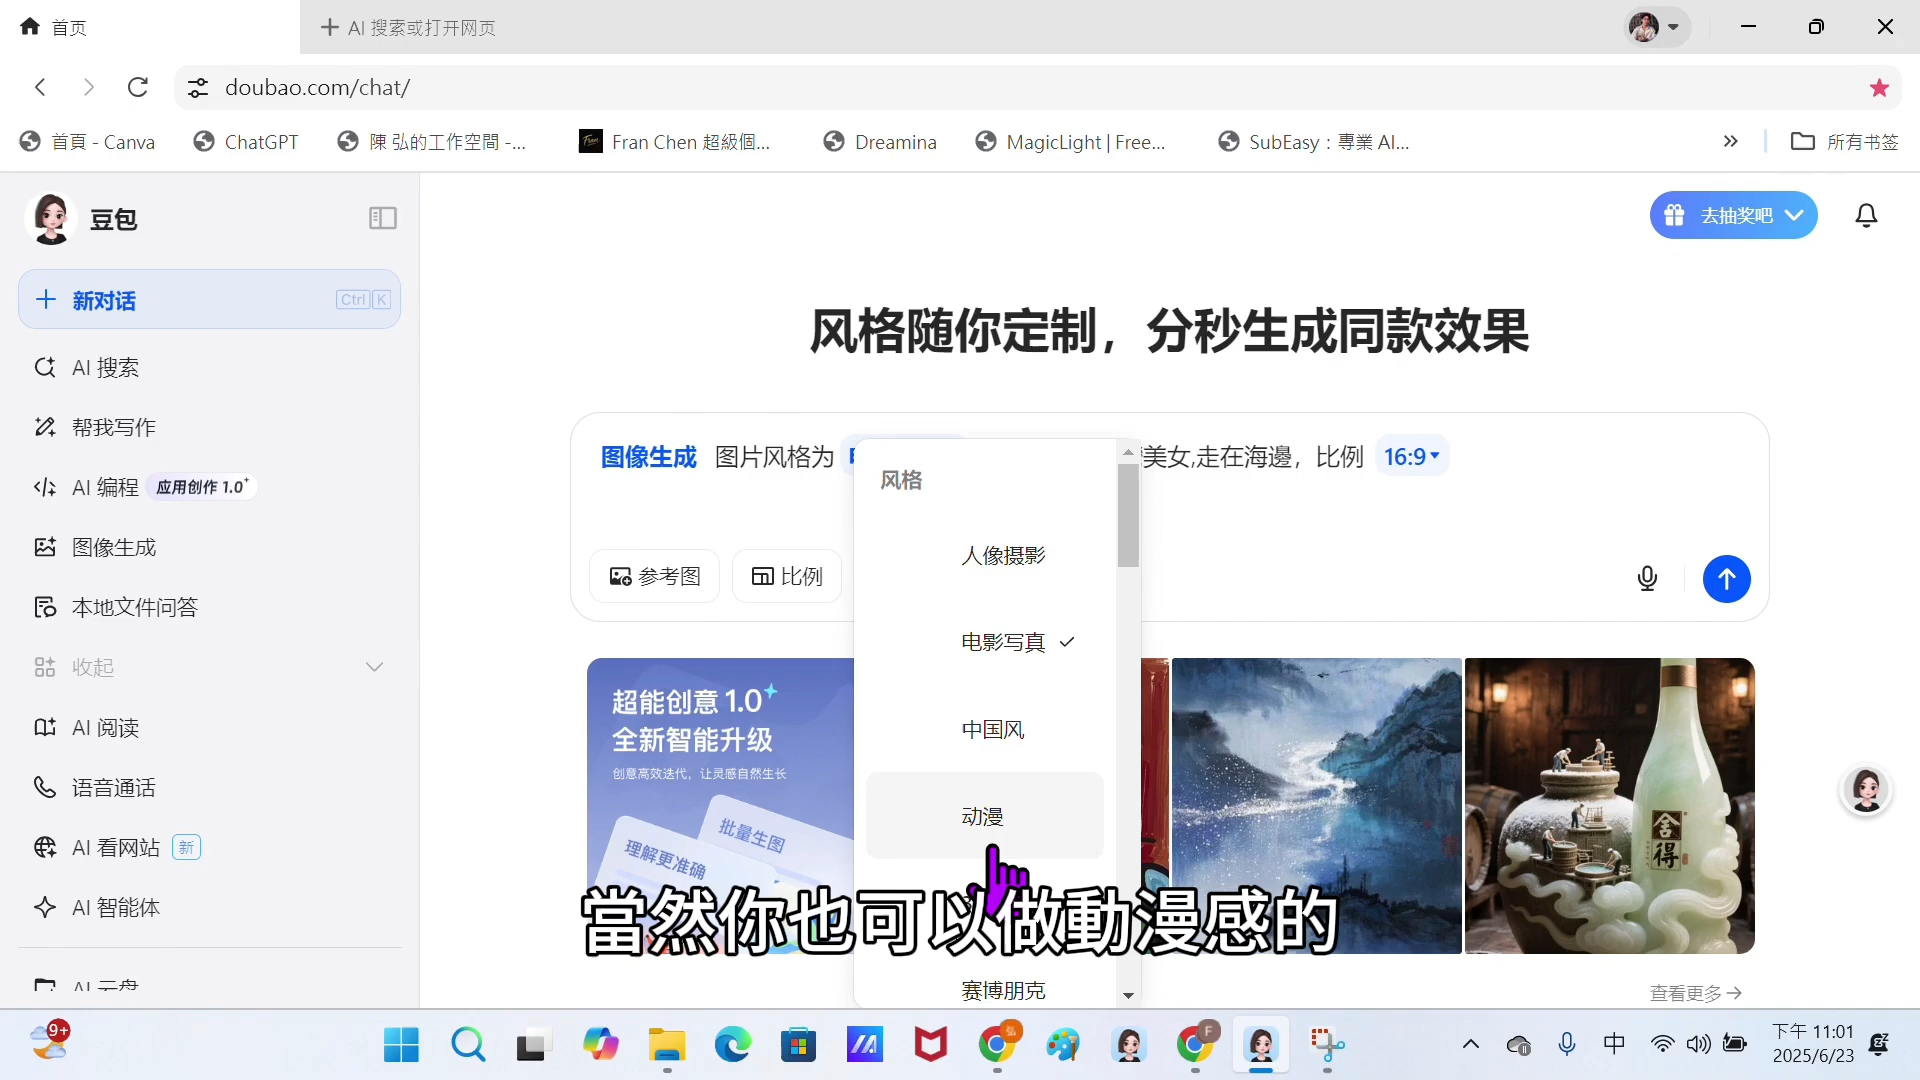 首页
AI 搜索或打开网页
doubao.com/chat/
首頁 - Canva
ChatGPT
陳 弘的工作空間 -...
Fran Chen 超級個...
Dreamina
MagicLight | Free...
SubEasy：專業 AI...
所有书签
豆包
去抽奖吧
新对话
Ctrl K
AI 搜索
帮我写作
AI 编程
应用创作 1.0+
图像生成
本地文件问答
收起
AI 阅读
语音通话
AI 看网站 新
AI 智能体
AI 云盘
风格随你定制，分秒生成同款效果
图像生成 图片风格为
美女,走在海邊，比例 16:9
参考图
比例
风格
人像摄影
电影写真
中国风
动漫
赛博朋克
超能创意 1.0
全新智能升级
创意高效迭代，让灵感自然生长
批量生图
理解更准确
舍得
當然你也可以做動漫感的
查看更多
9+
F
中
下午 11:01
2025/6/23